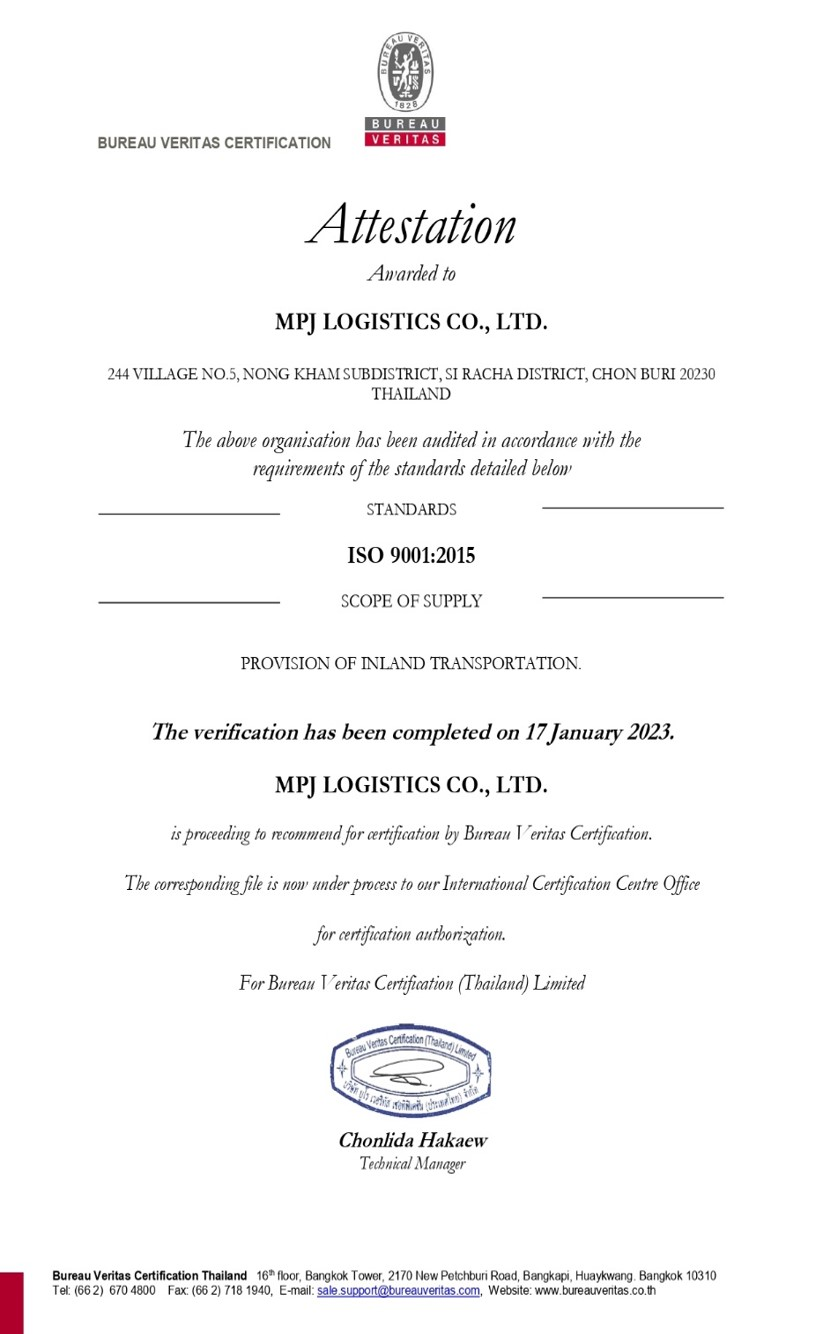 BUREAU VERITAS
1828
BUREAU
VERITAS
BUREAU VERITAS CERTIFICATION
Attestation
Awarded to
MPJ LOGISTICS CO., LTD.
244 VILLAGE NO.5, NONG KHAM SUBDISTRICT, SI RACHA DISTRICT, CHON BURI 20230
THAILAND
The above organisation has been audited in accordance with the
requirements of the standards detailed below
STANDARDS
ISO 9001:2015
SCOPE OF SUPPLY
PROVISION OF INLAND TRANSPORTATION.
The verification has been completed on 17 January 2023.
MPJ LOGISTICS CO., LTD.
is proceeding to recommend for certification by Bureau Veritas Certification.
The corresponding file is now under process to our International Certification Centre Office
for certification authorization.
For Bureau Veritas Certification (Thailand) Limited
Bureau Veritas Certification (Thailand) Limited
บริษัท บูโร เวอริทัส เซอทิฟิเคชั่น (ประเทศไทย) จำกัด
Chonlida Hakaew
Technical Manager
Bureau Veritas Certification Thailand 16th floor, Bangkok Tower, 2170 New Petchburi Road, Bangkapi, Huaykwang. Bangkok 10310
Tel: (66 2) 670 4800 Fax: (66 2) 718 1940, E-mail: sale.support@bureauveritas.com, Website: www.bureauveritas.co.th